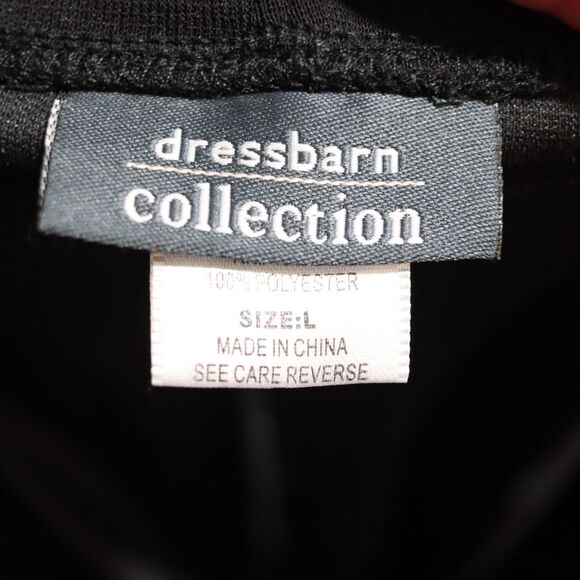 dressbarn
collection
100% POLYESTER
SIZE:L
MADE IN CHINA
SEE CARE REVERSE